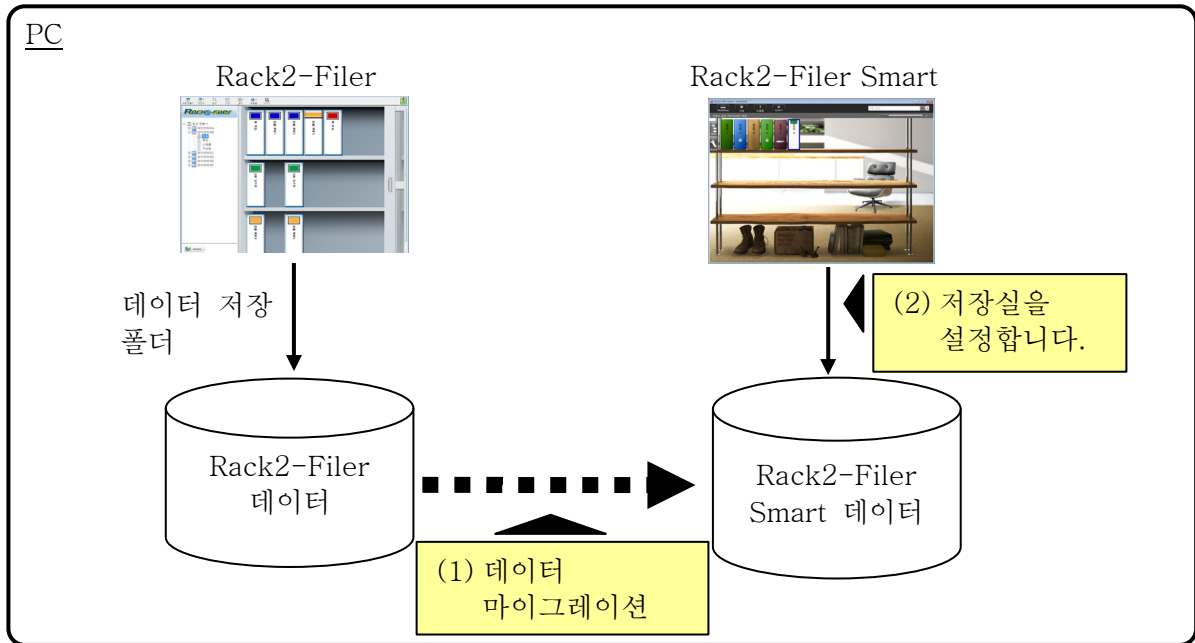 PC
Rack2-Filer
Rack2-Filer Smart
Rack2-Filer
데이터 저장
폴더
(2) 저장실을
설정합니다.
Rack2-Filer
데이터
Rack2-Filer
Smart 데이터
(1) 데이터
마이그레이션